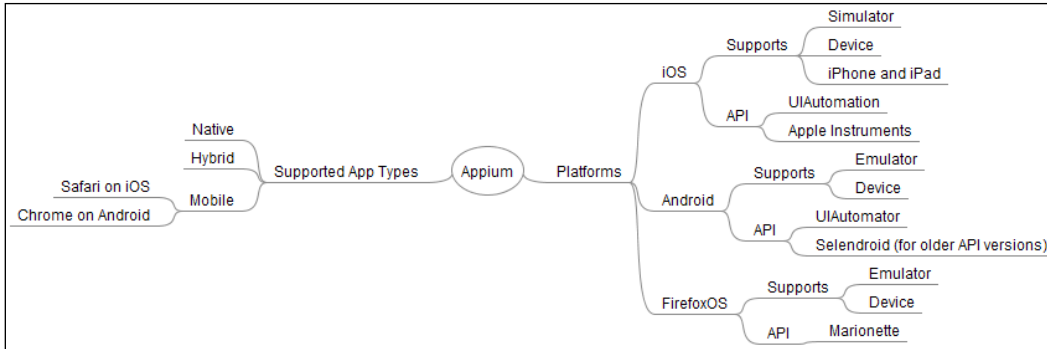 Simulator
Supports
Device
iOS
iPhone and iPad
UIAutomation
API
Apple Instruments
Native
Hybrid
Supported App Types
Appium
Platforms
Safari on iOS
Mobile
Chrome on Android
Emulator
Supports
Device
Android
UIAutomator
API
Selendroid (for older API versions)
Emulator
Supports
Device
FirefoxOS
API
Marionette